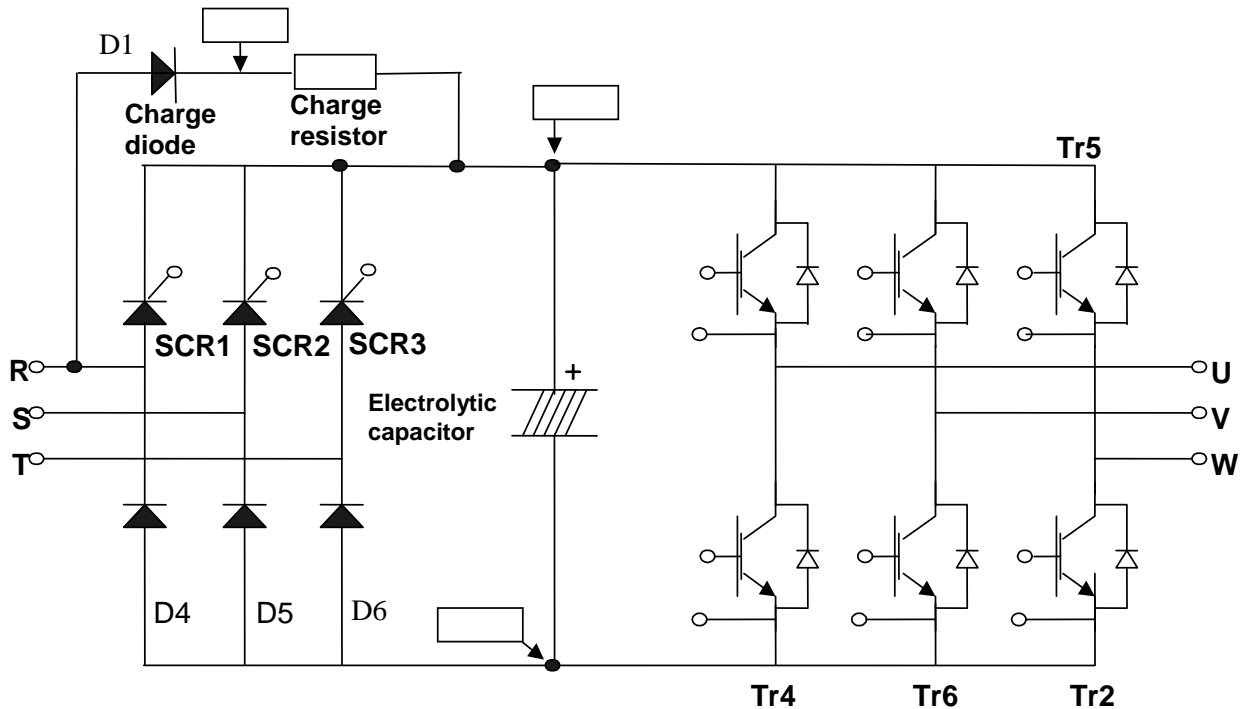 D1
Charge
diode
Charge
resistor
Tr5
SCR1
SCR2
SCR3
R
S
T
+
Electrolytic
capacitor
U
V
W
D4
D5
D6
Tr4
Tr6
Tr2